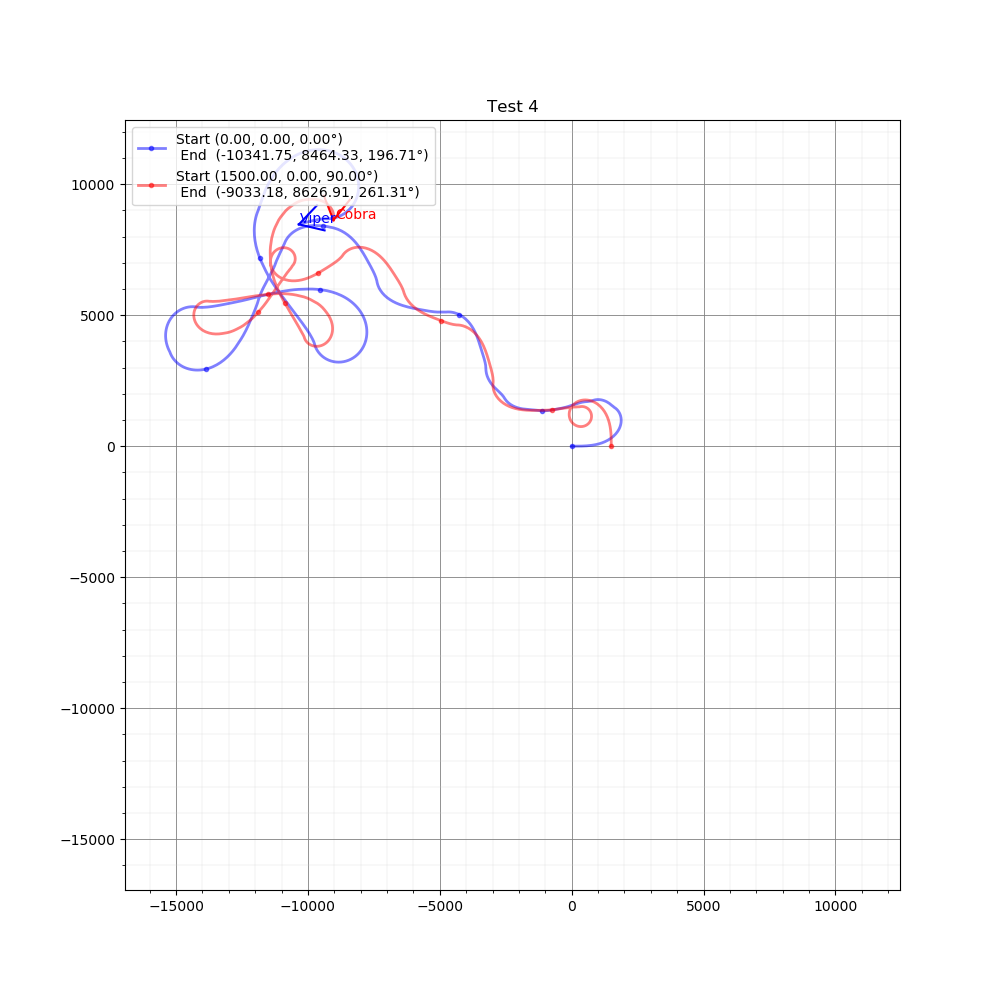 Test 4
Start (0.00, 0.00, 0.00°)
End (-10341.75, 8464.33, 196.71°)
Start (1500.00, 0.00, 90.00°)
End (-9033.18, 8626.91, 261.31°)
Viper
Cobra
10000
5000
0
−5000
−10000
−15000
−15000 −10000 −5000 0 5000 10000